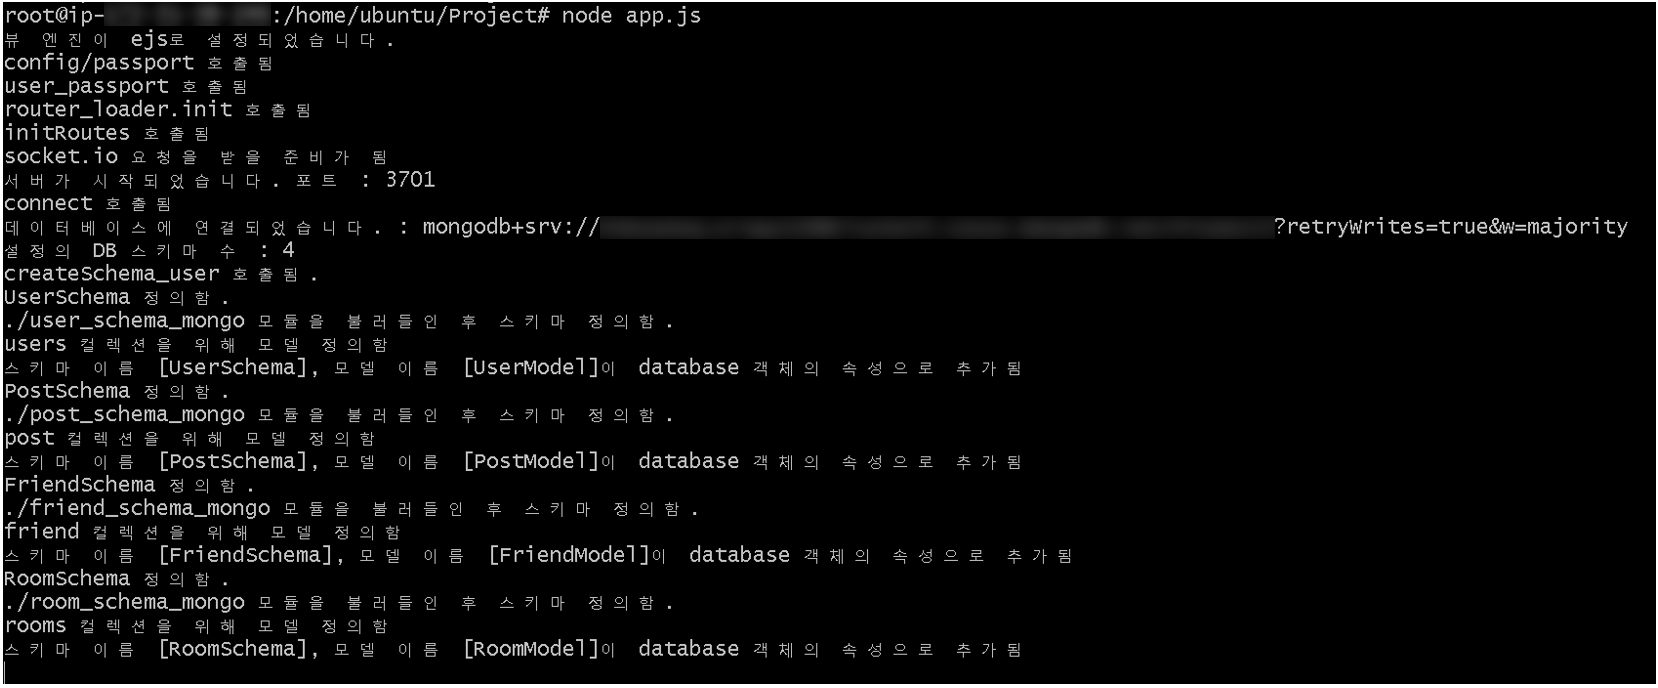 root@ip-:/home/ubuntu/Project# node app.js
뷰 엔진이 ejs로 설정되었습니다.
config/passport 호출됨
user_passport 호출됨
router_loader.init 호출됨
initRoutes 호출됨
socket.io 요청을 받을 준비가 됨
서버가 시작되었습니다. 포트 : 3701
connect 호출됨
데이터베이스에 연결되었습니다. : mongodb+srv://?retryWrites=true&w=majority
설정의 DB 스키마 수 : 4
createSchema_user 호출됨.
UserSchema 정의함.
./user_schema_mongo 모듈을 불러들인 후 스키마 정의함.
users 컬렉션을 위해 모델 정의함
스키마 이름 [UserSchema], 모델 이름 [UserModel]이 database 객체의 속성으로 추가됨
PostSchema 정의함.
./post_schema_mongo 모듈을 불러들인 후 스키마 정의함.
post 컬렉션을 위해 모델 정의함
스키마 이름 [PostSchema], 모델 이름 [PostModel]이 database 객체의 속성으로 추가됨
FriendSchema 정의함.
./friend_schema_mongo 모듈을 불러들인 후 스키마 정의함.
friend 컬렉션을 위해 모델 정의함
스키마 이름 [FriendSchema], 모델 이름 [FriendModel]이 database 객체의 속성으로 추가됨
RoomSchema 정의함.
./room_schema_mongo 모듈을 불러들인 후 스키마 정의함.
rooms 컬렉션을 위해 모델 정의함
스키마 이름 [RoomSchema], 모델 이름 [RoomModel]이 database 객체의 속성으로 추가됨